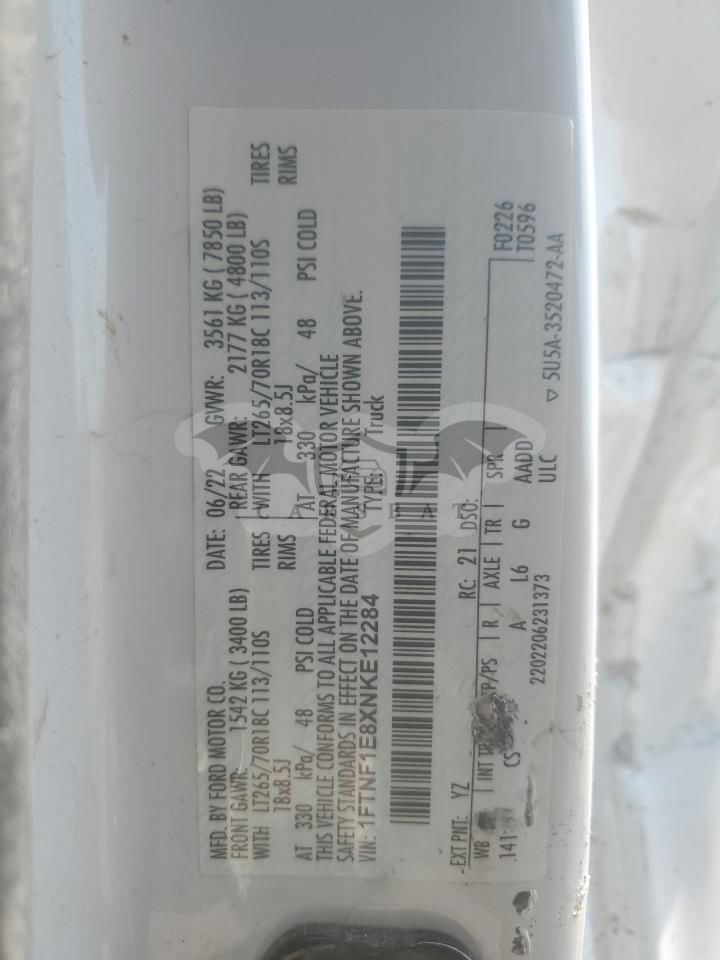 MFD. BY FORD MOTOR CO.
DATE: 06/22 GVWR: 3561 KG ( 7850 LB)
FRONT GAWR: 1542 KG ( 3400 LB)
REAR GAWR: 2177 KG ( 4800 LB)
WITH LT265/70R18C 113/110S TIRES
WITH LT265/70R18C 113/110S TIRES
18x8.5J RIMS
18x8.5J RIMS
AT 330 kPa/ 48 PSI COLD
AT 330 kPa/ 48 PSI COLD
THIS VEHICLE CONFORMS TO ALL APPLICABLE FEDERAL MOTOR VEHICLE
SAFETY STANDARDS IN EFFECT ON THE DATE OF MANUFACTURE SHOWN ABOVE.
VIN: 1FTNF1E8XNKE12284
TYPE: Truck
EXT PNT: YZ RC: 21 DSO:
WB INT TR P/PS R AXLE TR SPR F0226
141 CS A L6 G AADD T0596
2202206231373 ULC
▽ 5U5A-3520472-AA